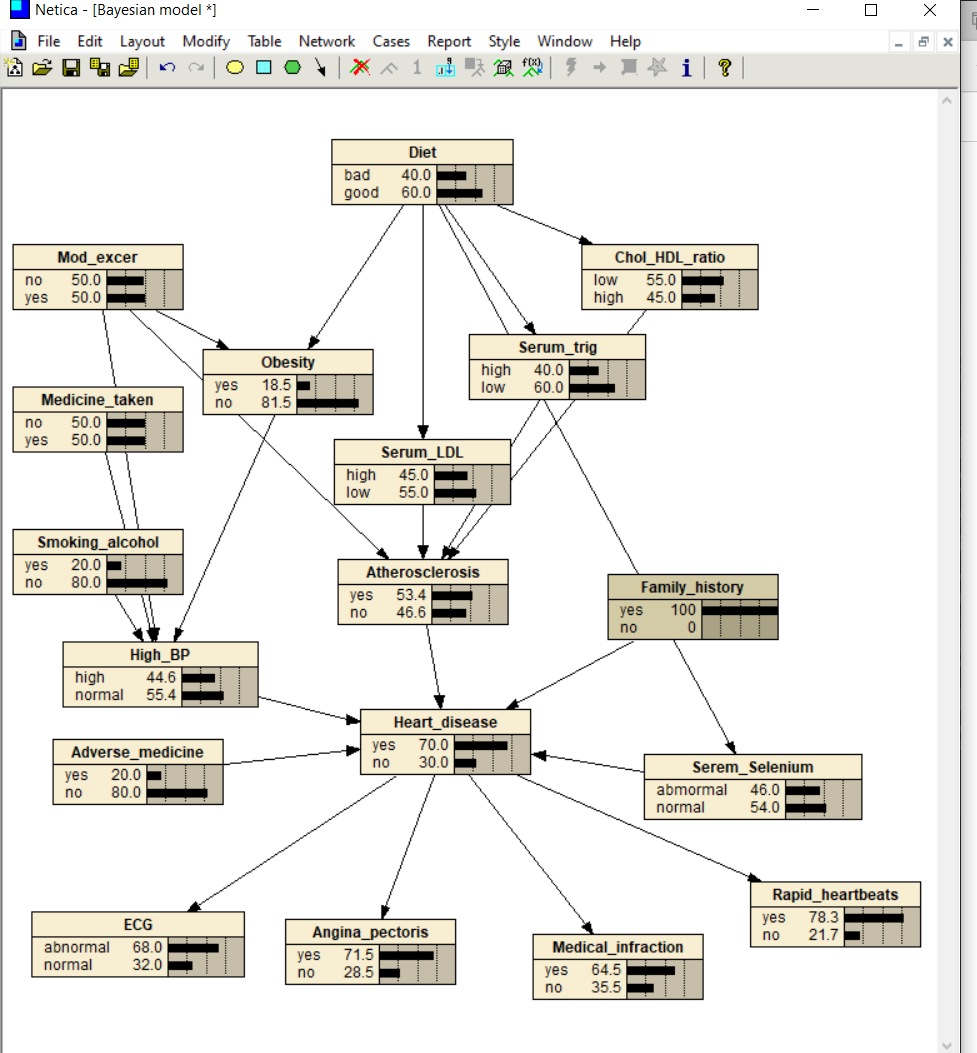 Netica - [Bayesian model *]
File Edit Layout Modify Table Network Cases Report Style Window Help
1 f(x) i ?
Diet
bad 40.0
good 60.0
Mod_excer
no 50.0
yes 50.0
Chol_HDL_ratio
low 55.0
high 45.0
Serum_trig
high 40.0
low 60.0
Obesity
yes 18.5
no 81.5
Medicine_taken
no 50.0
yes 50.0
Serum_LDL
high 45.0
low 55.0
Smoking_alcohol
yes 20.0
no 80.0
Atherosclerosis
yes 53.4
no 46.6
Family_history
yes 100
no 0
High_BP
high 44.6
normal 55.4
Heart_disease
yes 70.0
no 30.0
Adverse_medicine
yes 20.0
no 80.0
Serem_Selenium
abmormal 46.0
normal 54.0
Rapid_heartbeats
yes 78.3
no 21.7
ECG
abnormal 68.0
normal 32.0
Angina_pectoris
yes 71.5
no 28.5
Medical_infraction
yes 64.5
no 35.5